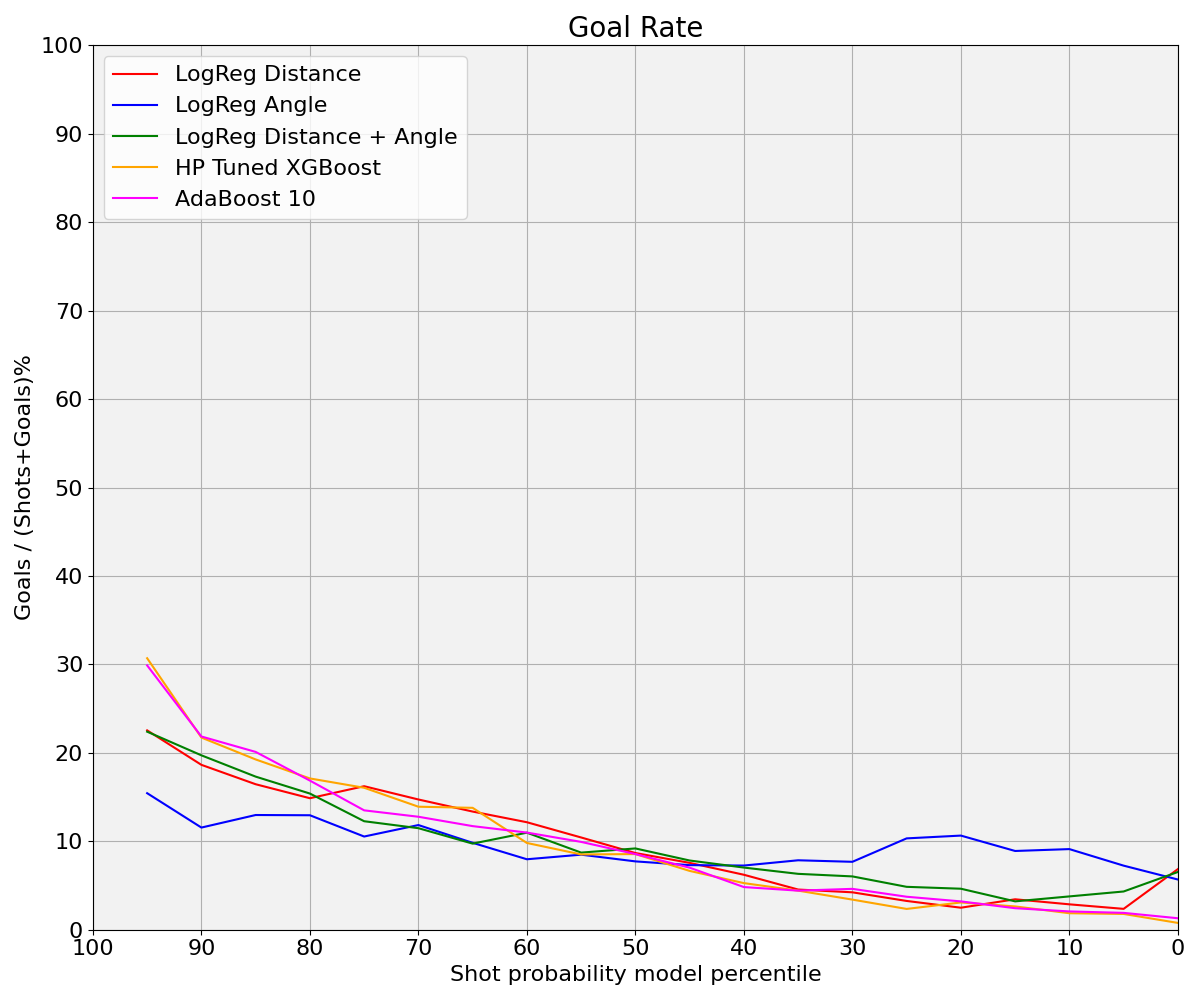 Goal Rate
LogReg Distance
LogReg Angle
LogReg Distance + Angle
HP Tuned XGBoost
AdaBoost 10
Goals / (Shots+Goals)%
100
90
80
70
60
50
40
30
20
10
0
100 90 80 70 60 50 40 30 20 10 0
Shot probability model percentile